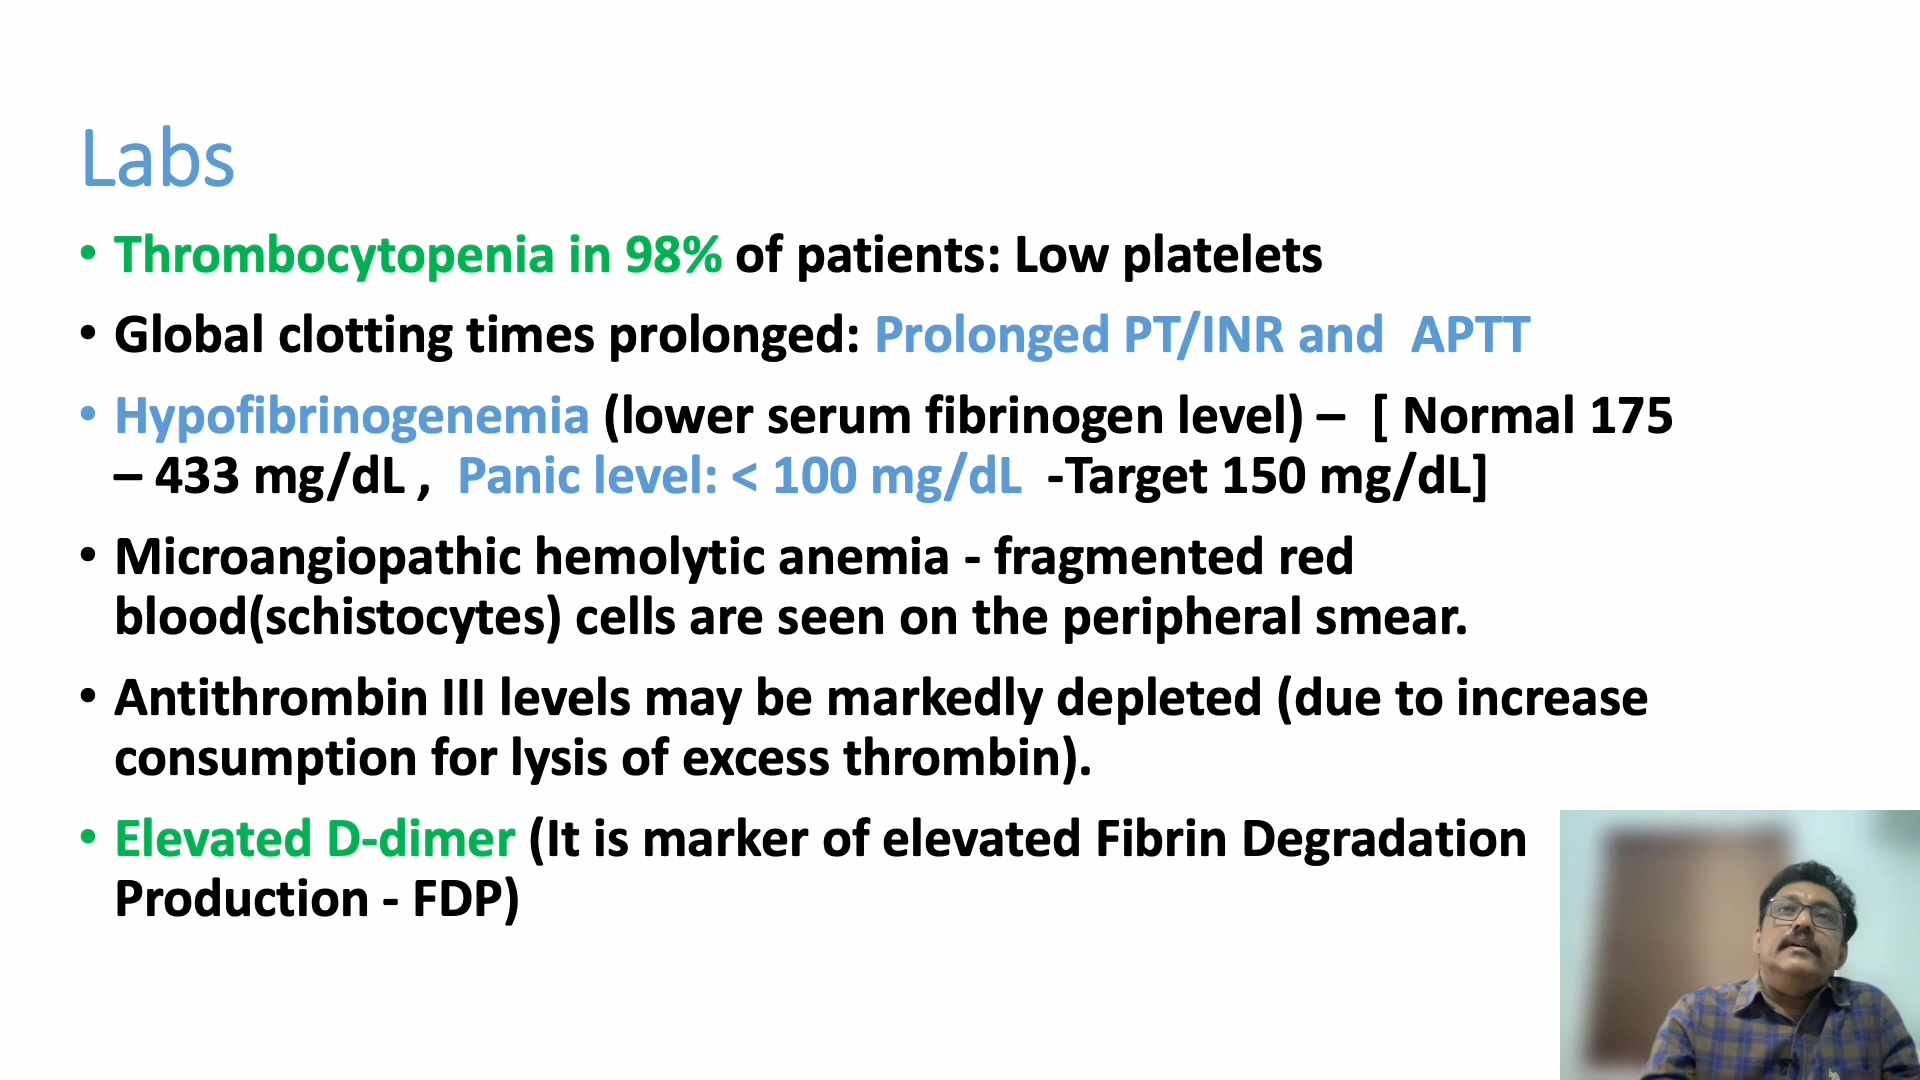 Labs
• Thrombocytopenia in 98% of patients: Low platelets
• Global clotting times prolonged: Prolonged PT/INR and APTT
• Hypofibrinogenemia (lower serum fibrinogen level) – [ Normal 175
– 433 mg/dL , Panic level: < 100 mg/dL -Target 150 mg/dL]
• Microangiopathic hemolytic anemia - fragmented red
blood(schistocytes) cells are seen on the peripheral smear.
• Antithrombin III levels may be markedly depleted (due to increase
consumption for lysis of excess thrombin).
• Elevated D-dimer (It is marker of elevated Fibrin Degradation
Production - FDP)